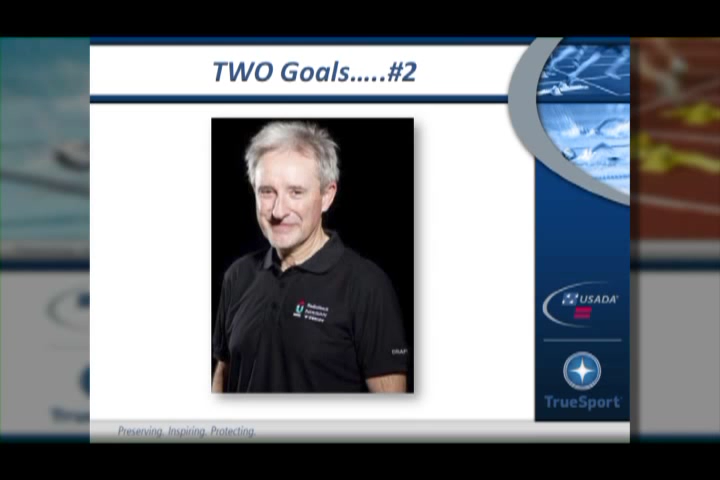 TWO Goals.....#2
USADA
TrueSport
Preserving. Inspiring. Protecting.